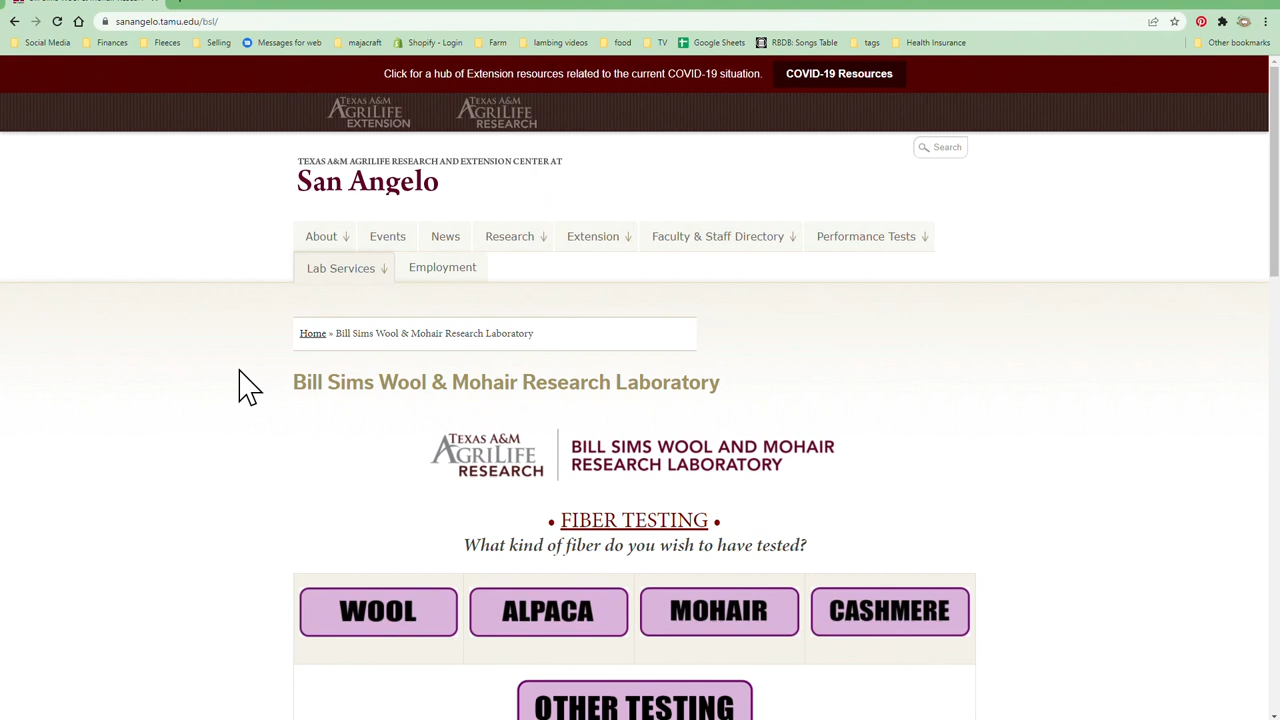 sanangelo.tamu.edu/bsl/
Social Media Finances Fleeces Selling Messages for web majacraft Shopify - Login Farm lambing videos food TV Google Sheets RBDB: Songs Table tags Health Insurance Other bookmarks
Click for a hub of Extension resources related to the current COVID-19 situation. COVID-19 Resources
TEXAS A&M AGRILIFE EXTENSION TEXAS A&M AGRILIFE RESEARCH
Search
TEXAS A&M AGRILIFE RESEARCH AND EXTENSION CENTER AT
San Angelo
About Events News Research Extension Faculty & Staff Directory Performance Tests
Lab Services Employment
Home » Bill Sims Wool & Mohair Research Laboratory
Bill Sims Wool & Mohair Research Laboratory
TEXAS A&M AGRILIFE RESEARCH
BILL SIMS WOOL AND MOHAIR
RESEARCH LABORATORY
• FIBER TESTING •
What kind of fiber do you wish to have tested?
WOOL ALPACA MOHAIR CASHMERE
OTHER TESTING